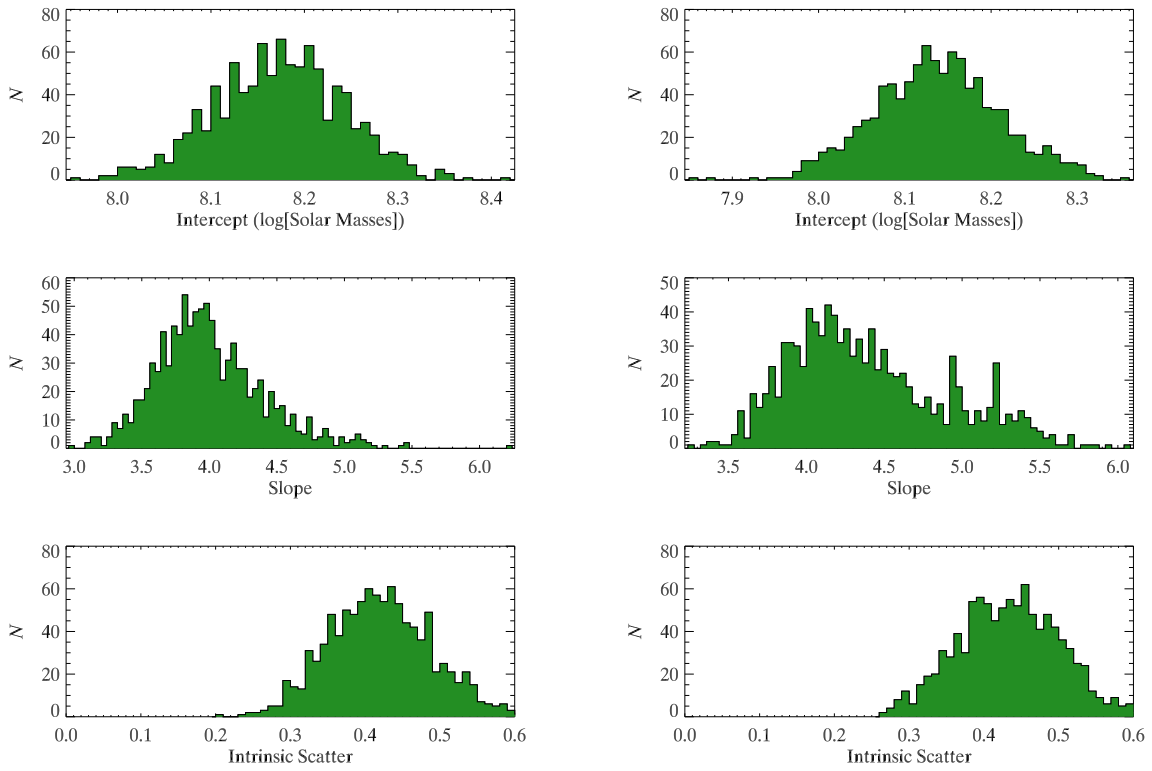 80
60
40
20
0
N
8.0 8.1 8.2 8.3 8.4
Intercept (log[Solar Masses])
80
60
40
20
0
N
7.9 8.0 8.1 8.2 8.3
Intercept (log[Solar Masses])
60
50
40
30
20
10
0
N
3.0 3.5 4.0 4.5 5.0 5.5 6.0
Slope
50
40
30
20
10
0
N
3.5 4.0 4.5 5.0 5.5 6.0
Slope
80
60
40
20
0
N
0.0 0.1 0.2 0.3 0.4 0.5 0.6
Intrinsic Scatter
80
60
40
20
0
N
0.0 0.1 0.2 0.3 0.4 0.5 0.6
Intrinsic Scatter